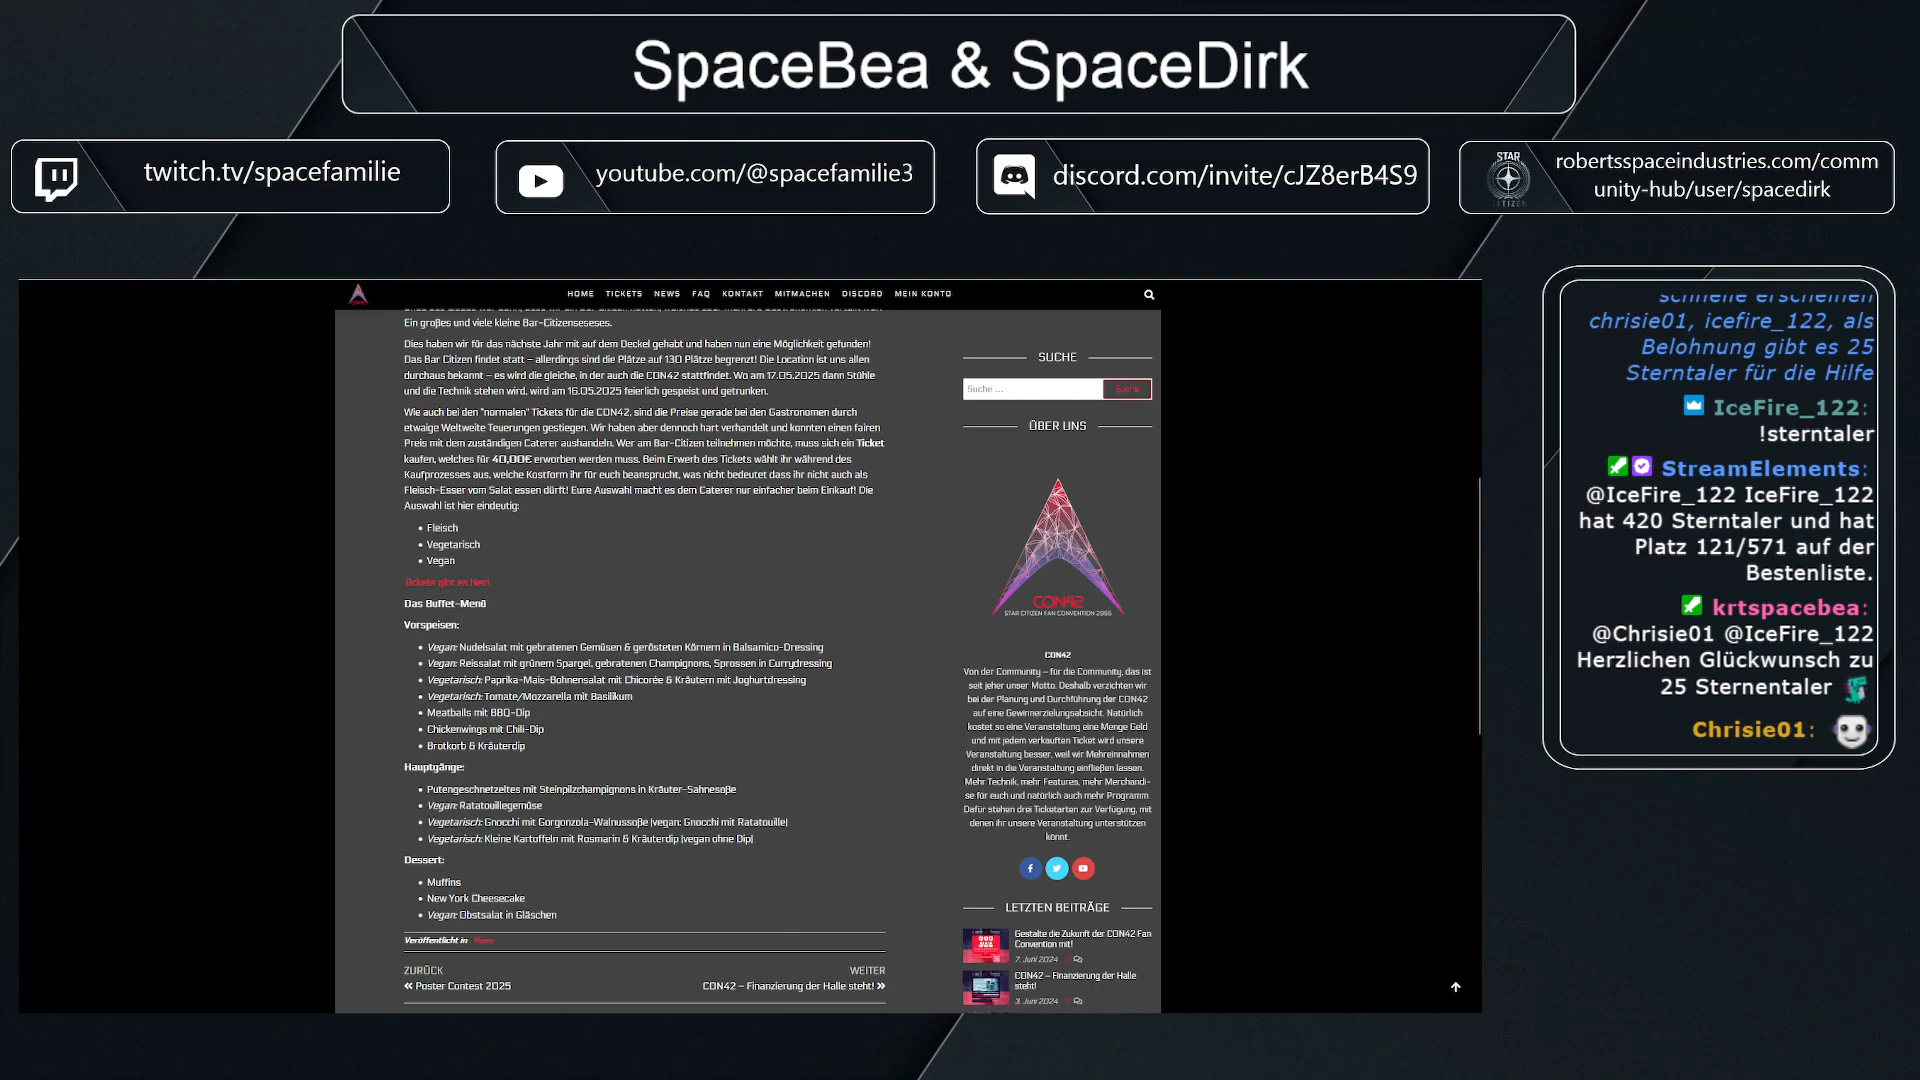 SpaceBea & SpaceDirk
twitch.tv/spacefamilie
youtube.com/@spacefamilie3
discord.com/invite/cJZ8erB4S9
STAR
CITIZEN
robertsspaceindustries.com/comm
unity-hub/user/spacedirk
HOME TICKETS NEWS FAQ KONTAKT MITMACHEN DISCORD MEIN KONTO
Ein großes und viele kleine Bar-Citizenseseses.
Dies haben wir für das nächste Jahr mit auf dem Deckel gehabt und haben nun eine Möglichkeit gefunden!
Das Bar Citizen findet statt – allerdings sind die Plätze auf 130 Plätze begrenzt! Die Location ist uns allen
durchaus bekannt – es wird die gleiche, in der auch die CON42 stattfindet. Wo am 17.05.2025 dann Stühle
und die Technik stehen wird, wird am 16.05.2025 feierlich gespeist und getrunken.
Wie auch bei den "normalen" Tickets für die CON42, sind die Preise gerade bei den Gastronomen durch
etwaige Weltweite Teuerungen gestiegen. Wir haben aber dennoch hart verhandelt und konnten einen fairen
Preis mit dem zuständigen Caterer aushandeln. Wer am Bar-Citizen teilnehmen möchte, muss sich ein Ticket
kaufen, welches für 40,00€ erworben werden muss. Beim Erwerb des Tickets wählt ihr während des
Kaufprozesses aus, welche Kostform ihr für euch beansprucht, was nicht bedeutet dass ihr nicht auch als
Fleisch-Esser vom Salat essen dürft! Eure Auswahl macht es dem Caterer nur einfacher beim Einkauf! Die
Auswahl ist hier eindeutig:
• Fleisch
• Vegetarisch
• Vegan
Tickets gibt es hier!
Das Buffet-Menü
Vorspeisen:
• Vegan: Nudelsalat mit gebratenen Gemüsen & gerösteten Körnern in Balsamico-Dressing
• Vegan: Reissalat mit grünem Spargel, gebratenen Champignons, Sprossen in Currydressing
• Vegetarisch: Paprika-Mais-Bohnensalat mit Chicorée & Kräutern mit Joghurtdressing
• Vegetarisch: Tomate/Mozzarella mit Basilikum
• Meatballs mit BBQ-Dip
• Chickenwings mit Chili-Dip
• Brotkorb & Kräuterdip
Hauptgänge:
• Putengeschnetzeltes mit Steinpilzchampignons in Kräuter-Sahnesoße
• Vegan: Ratatouillegemüse
• Vegetarisch: Gnocchi mit Gorgonzola-Walnussoße (vegan: Gnocchi mit Ratatouille)
• Vegetarisch: Kleine Kartoffeln mit Rosmarin & Kräuterdip (vegan ohne Dip)
Dessert:
• Muffins
• New York Cheesecake
• Vegan: Obstsalat in Gläschen
Veröffentlicht in News
ZURÜCK
« Poster Contest 2025
WEITER
CON42 – Finanzierung der Halle steht! »
SUCHE
Suche ...
Suche
ÜBER UNS
CON42
STAR CITIZEN FAN CONVENTION 2955
CON42
Von der Community – für die Community, das ist
seit jeher unser Motto. Deshalb verzichten wir
bei der Planung und Durchführung der CON42
auf eine Gewinnerzielungsabsicht. Natürlich
kostet so eine Veranstaltung eine Menge Geld
und mit jedem verkauften Ticket wird unsere
Veranstaltung besser, weil wir Mehreinnahmen
direkt in die Veranstaltung einfließen lassen.
Mehr Technik, mehr Features, mehr Merchandi-
se für euch und natürlich auch mehr Programm.
Dafür stehen drei Ticketarten zur Verfügung, mit
denen ihr unsere Veranstaltung unterstützen
könnt.
LETZTEN BEITRÄGE
Gestalte die Zukunft der CON42 Fan
Convention mit!
7. Juni 2024
CON42 – Finanzierung der Halle
steht!
3. Juni 2024
schnelle erscheinen
chrisie01, icefire_122, als
Belohnung gibt es 25
Sterntaler für die Hilfe
IceFire_122:
!sterntaler
StreamElements:
@IceFire_122 IceFire_122
hat 420 Sterntaler und hat
Platz 121/571 auf der
Bestenliste.
krtspacebea:
@Chrisie01 @IceFire_122
Herzlichen Glückwunsch zu
25 Sternentaler
Chrisie01: